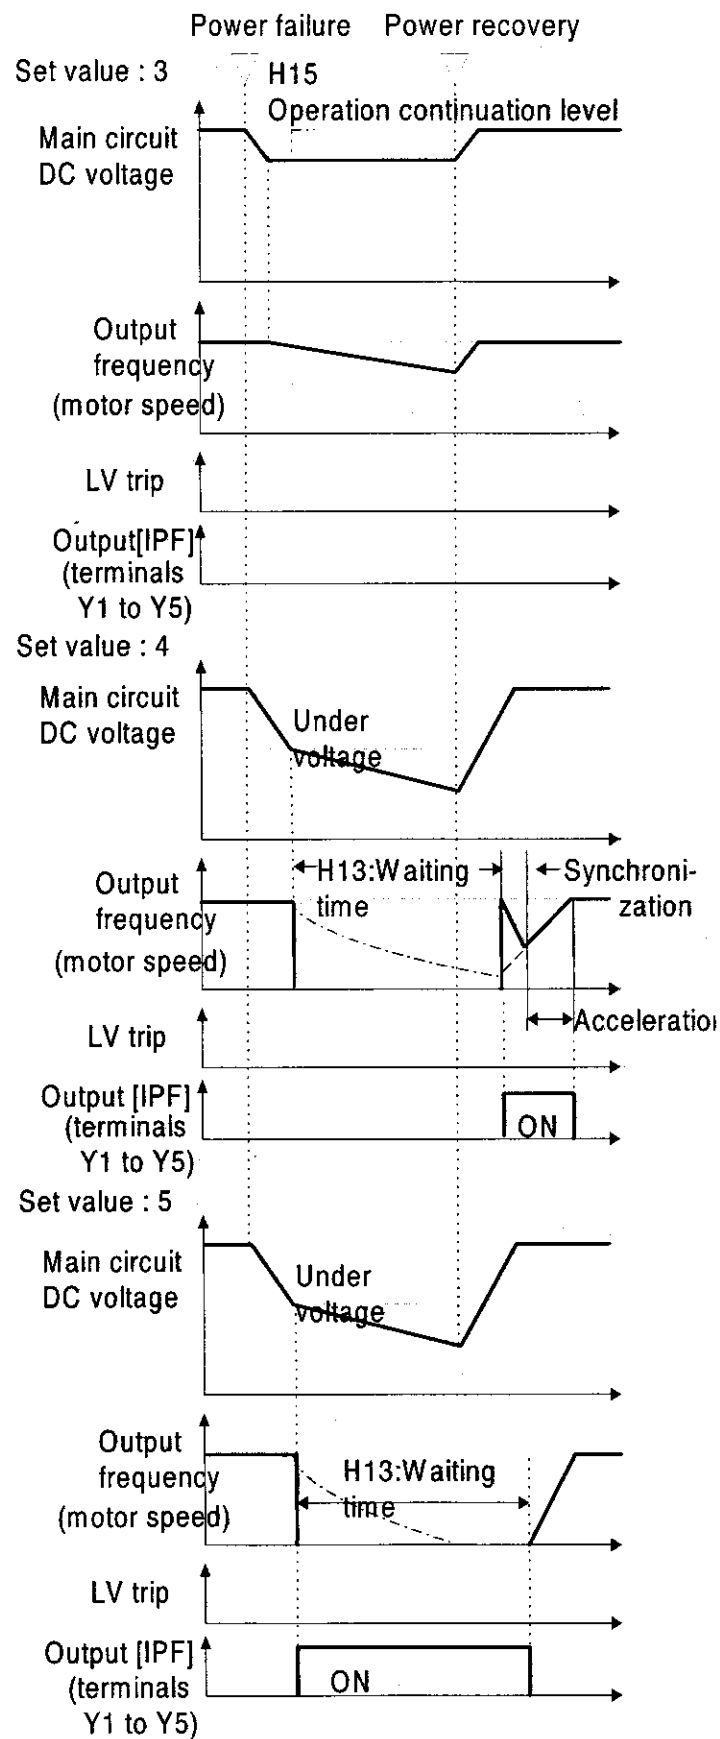 Power failure Power recovery
Set value : 3
H15
Operation continuation level
Main circuit
DC voltage
Output
frequency
(motor speed)
LV trip
Output[IPF]
(terminals
Y1 to Y5)
Set value : 4
Main circuit
DC voltage
Under
voltage
H13:Waiting
time
Synchroni-
zation
Output
frequency
(motor speed)
Acceleration
LV trip
Output [IPF]
(terminals
Y1 to Y5)
ON
Set value : 5
Main circuit
DC voltage
Under
voltage
Output
frequency
(motor speed)
H13:Waiting
time
LV trip
Output [IPF]
(terminals
Y1 to Y5)
ON